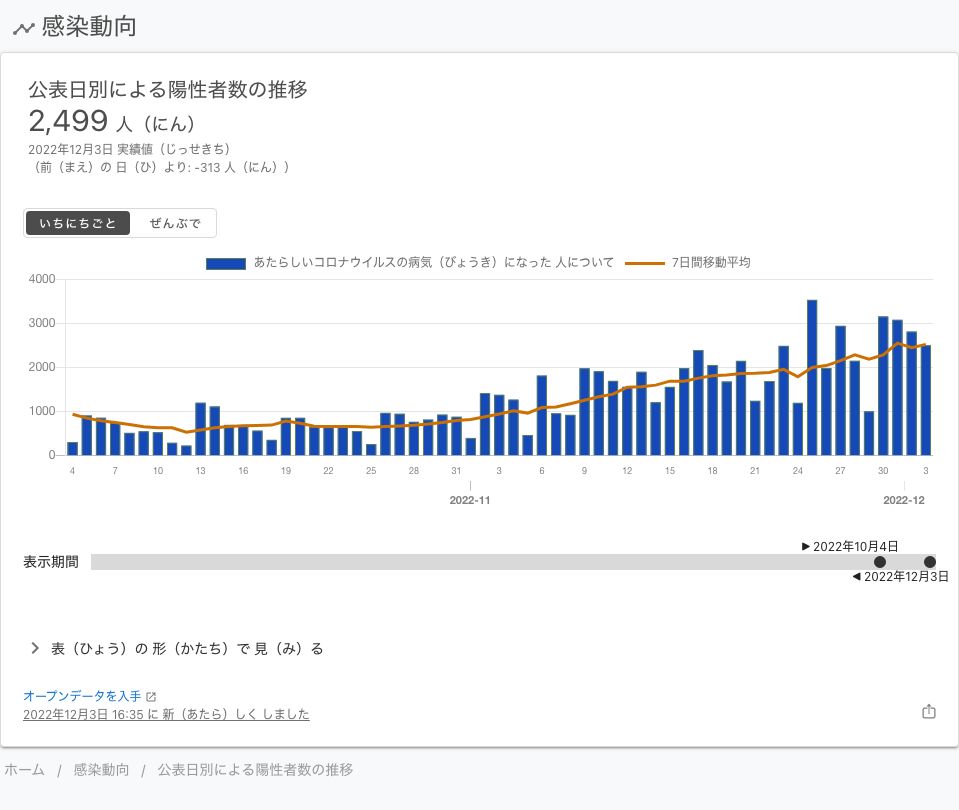 感染動向
公表日別による陽性者数の推移
2,499 人（にん）
2022年12月3日 実績値（じっせきち）
（前（まえ）の 日（ひ）より: -313 人（にん））
いちにちごと ぜんぶで
あたらしいコロナウイルスの病気（びょうき）になった 人について 7日間移動平均
4000
3000
2000
1000
0
4 7 10 13 16 19 22 25 28 31 3 6 9 12 15 18 21 24 27 30 3
2022-11 2022-12
▶ 2022年10月4日
表示期間
◀ 2022年12月3日
表（ひょう）の 形（かたち）で 見（み）る
オープンデータを入手
2022年12月3日 16:35 に 新（あたら）しく しました
ホーム / 感染動向 / 公表日別による陽性者数の推移